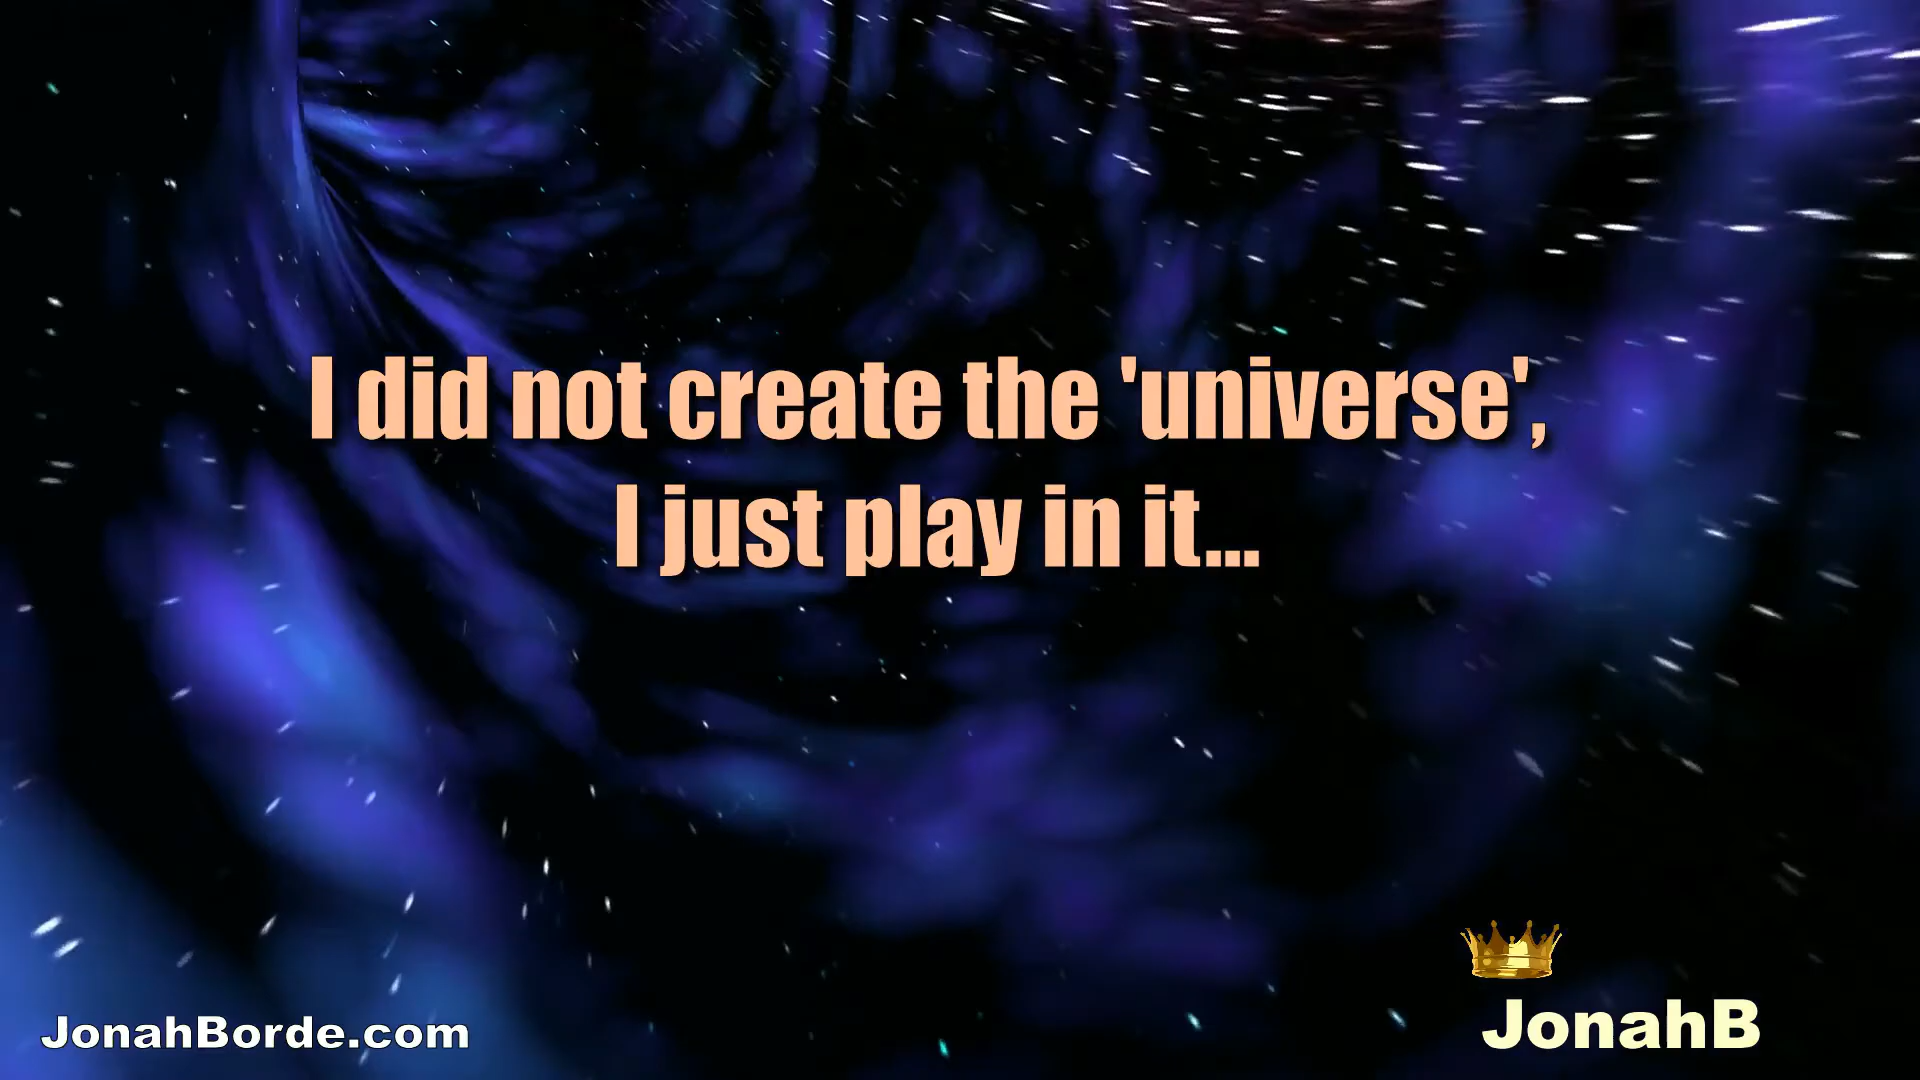 I did not create the 'universe',
I just play in it...
JonahBorde.com
JonahB